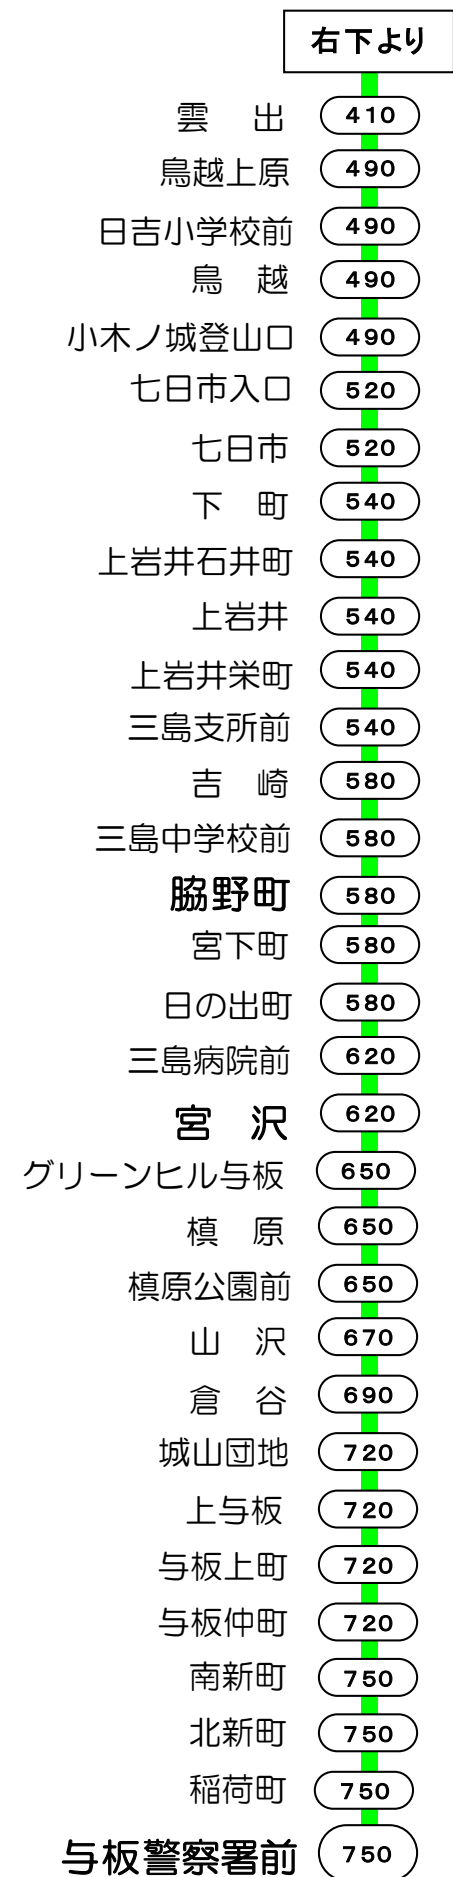 右下より
雲　出 410
鳥越上原 490
日吉小学校前 490
鳥　越 490
小木ノ城登山口 490
七日市入口 520
七日市 520
下　町 540
上岩井石井町 540
上岩井 540
上岩井栄町 540
三島支所前 540
吉　崎 580
三島中学校前 580
脇野町 580
宮下町 580
日の出町 580
三島病院前 620
宮　沢 620
グリーンヒル与板 650
槙　原 650
槙原公園前 650
山　沢 670
倉　谷 690
城山団地 720
上与板 720
与板上町 720
与板仲町 720
南新町 750
北新町 750
稲荷町 750
与板警察署前 750